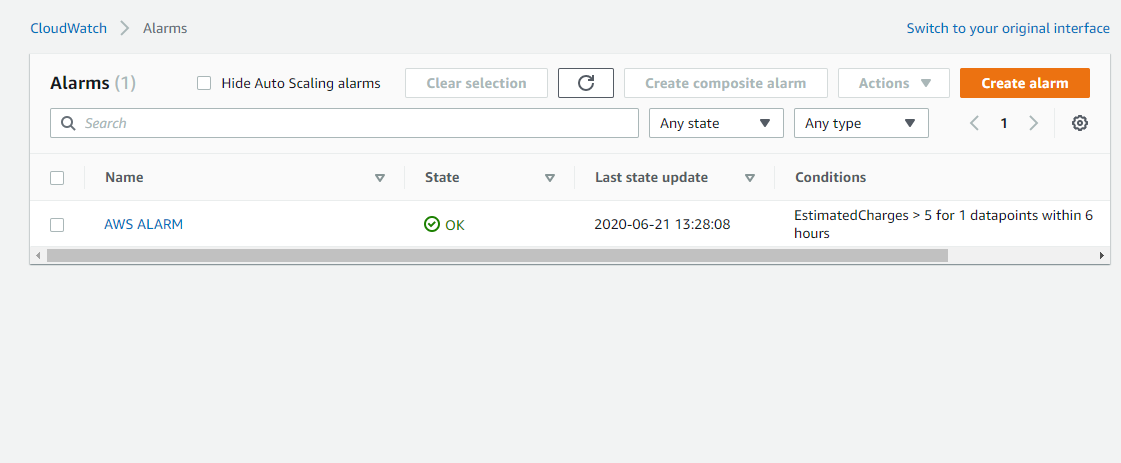 CloudWatch > Alarms
Switch to your original interface
Alarms (1)
Hide Auto Scaling alarms
Clear selection
Create composite alarm
Actions
Create alarm
Search
Any state
Any type
1
Name
State
Last state update
Conditions
AWS ALARM
OK
2020-06-21 13:28:08
EstimatedCharges > 5 for 1 datapoints within 6
hours